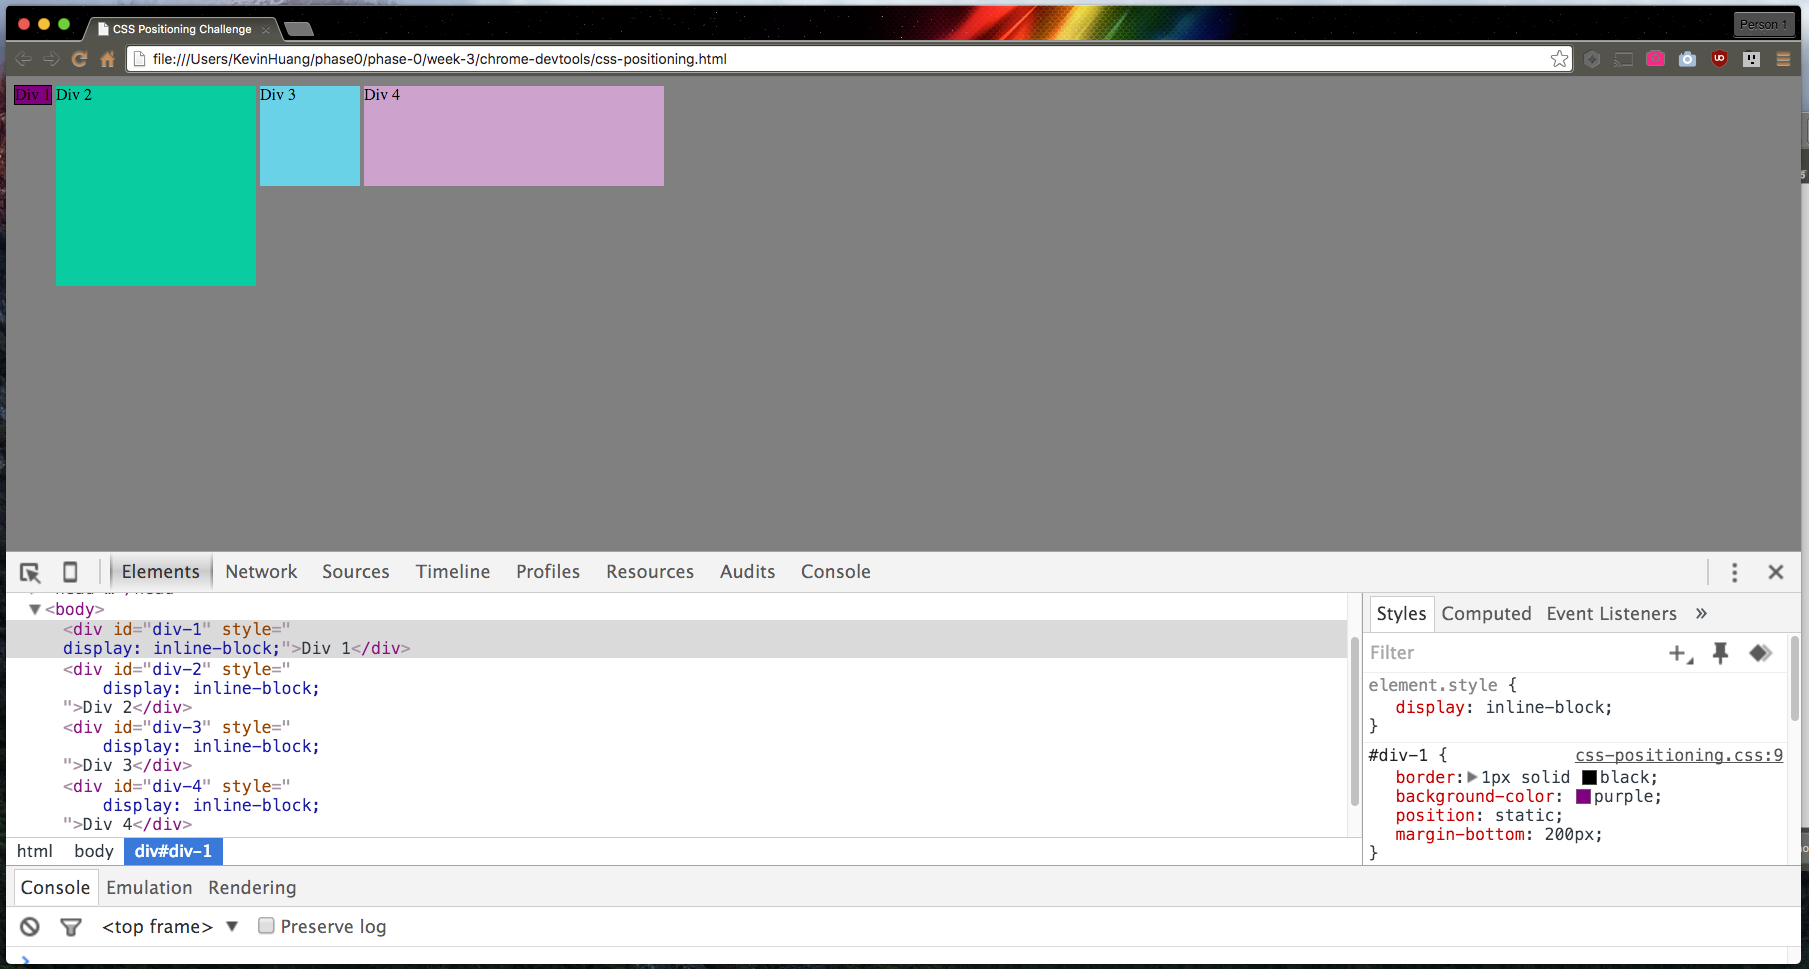 CSS Positioning Challenge
Person 1
file:///Users/KevinHuang/phase0/phase-0/week-3/chrome-devtools/css-positioning.html
Div 1 Div 2 Div 3 Div 4
Elements Network Sources Timeline Profiles Resources Audits Console
▼<body>
<div id="div-1" style="
display: inline-block;">Div 1</div>
<div id="div-2" style="
display: inline-block;
">Div 2</div>
<div id="div-3" style="
display: inline-block;
">Div 3</div>
<div id="div-4" style="
display: inline-block;
">Div 4</div>
html body div#div-1
Styles Computed Event Listeners »
Filter
element.style {
display: inline-block;
}
#div-1 { css-positioning.css:9
border:▶1px solid black;
background-color: purple;
position: static;
margin-bottom: 200px;
}
Console Emulation Rendering
<top frame> ▼ Preserve log